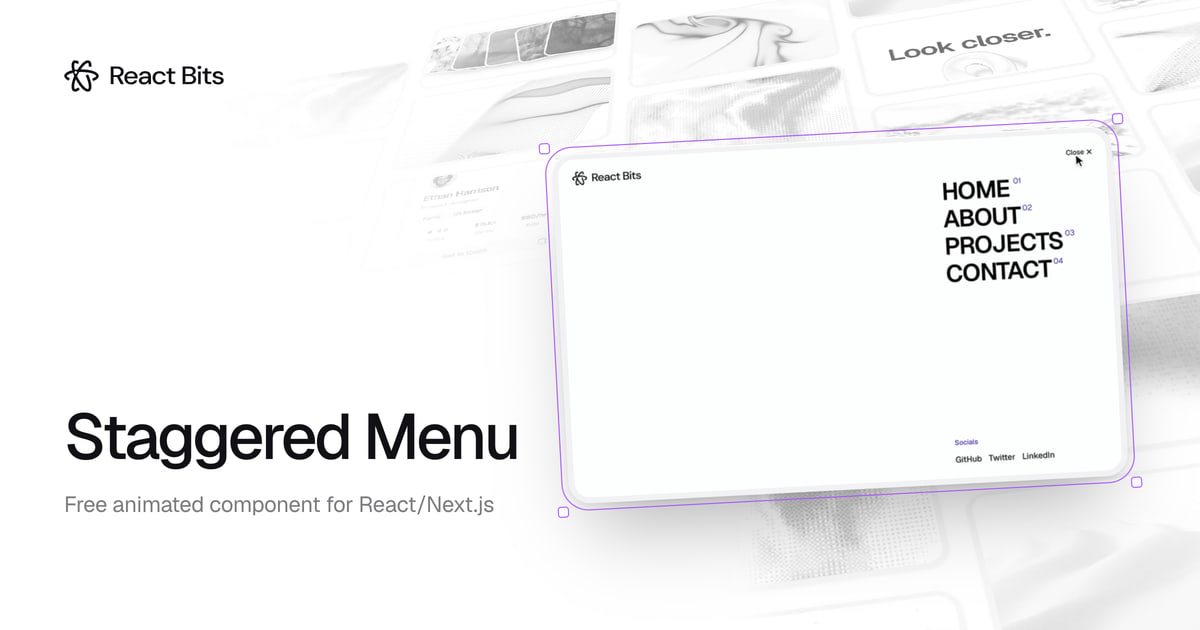 React Bits
Look closer.
Ethan Harrison
React Bits
Close ×
HOME 01
ABOUT 02
PROJECTS 03
CONTACT 04
Staggered Menu
Free animated component for React/Next.js
Socials
GitHub Twitter LinkedIn